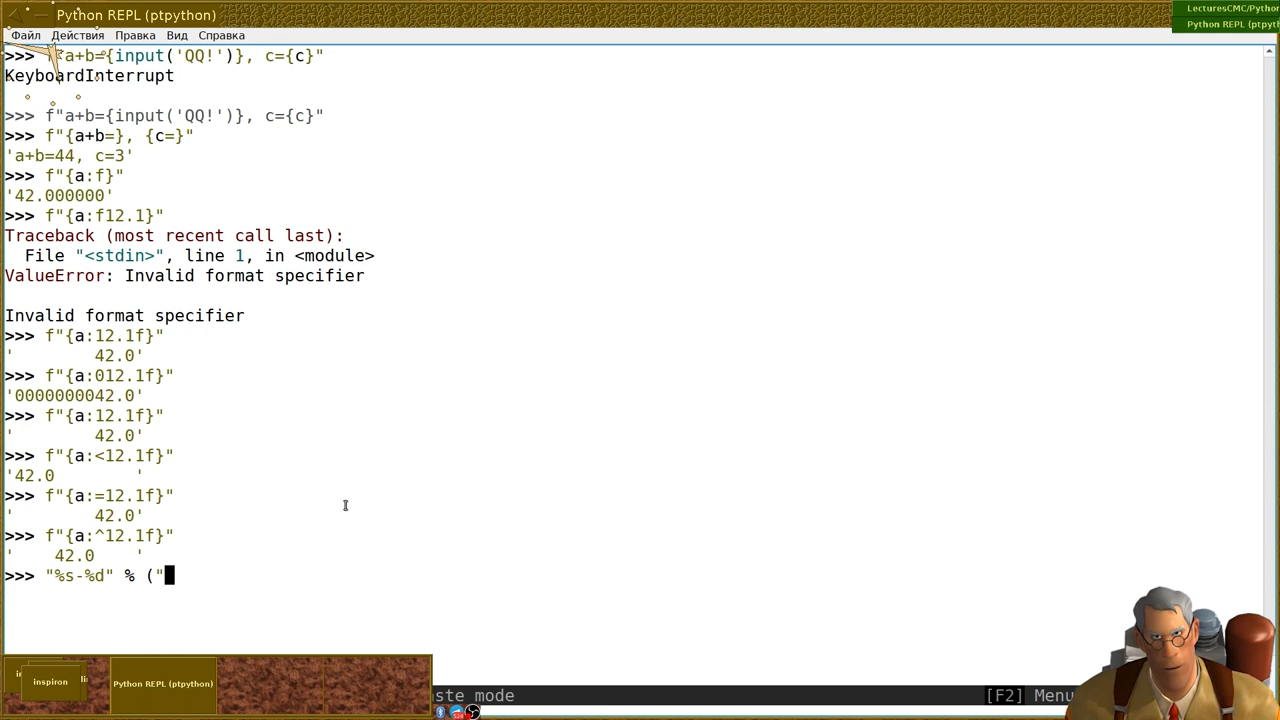 Python REPL (ptpython)
LecturesCMC/Python
Python REPL (ptpython)
Файл Действия Правка Вид Справка
>>> f"a+b={input('QQ!')}, c={c}"
KeyboardInterrupt
>>> f"a+b={input('QQ!')}, c={c}"
>>> f"{a+b=}, {c=}"
'a+b=44, c=3'
>>> f"{a:f}"
'42.000000'
>>> f"{a:f12.1}"
Traceback (most recent call last):
  File "<stdin>", line 1, in <module>
ValueError: Invalid format specifier
Invalid format specifier
>>> f"{a:12.1f}"
'        42.0'
>>> f"{a:012.1f}"
'0000000042.0'
>>> f"{a:12.1f}"
'        42.0'
>>> f"{a:<12.1f}"
'42.0        '
>>> f"{a:=12.1f}"
'        42.0'
>>> f"{a:^12.1f}"
'    42.0    '
>>> "%s-%d" % ("
inspiron
Python REPL (ptpython)
ste mode
[F2] Menu